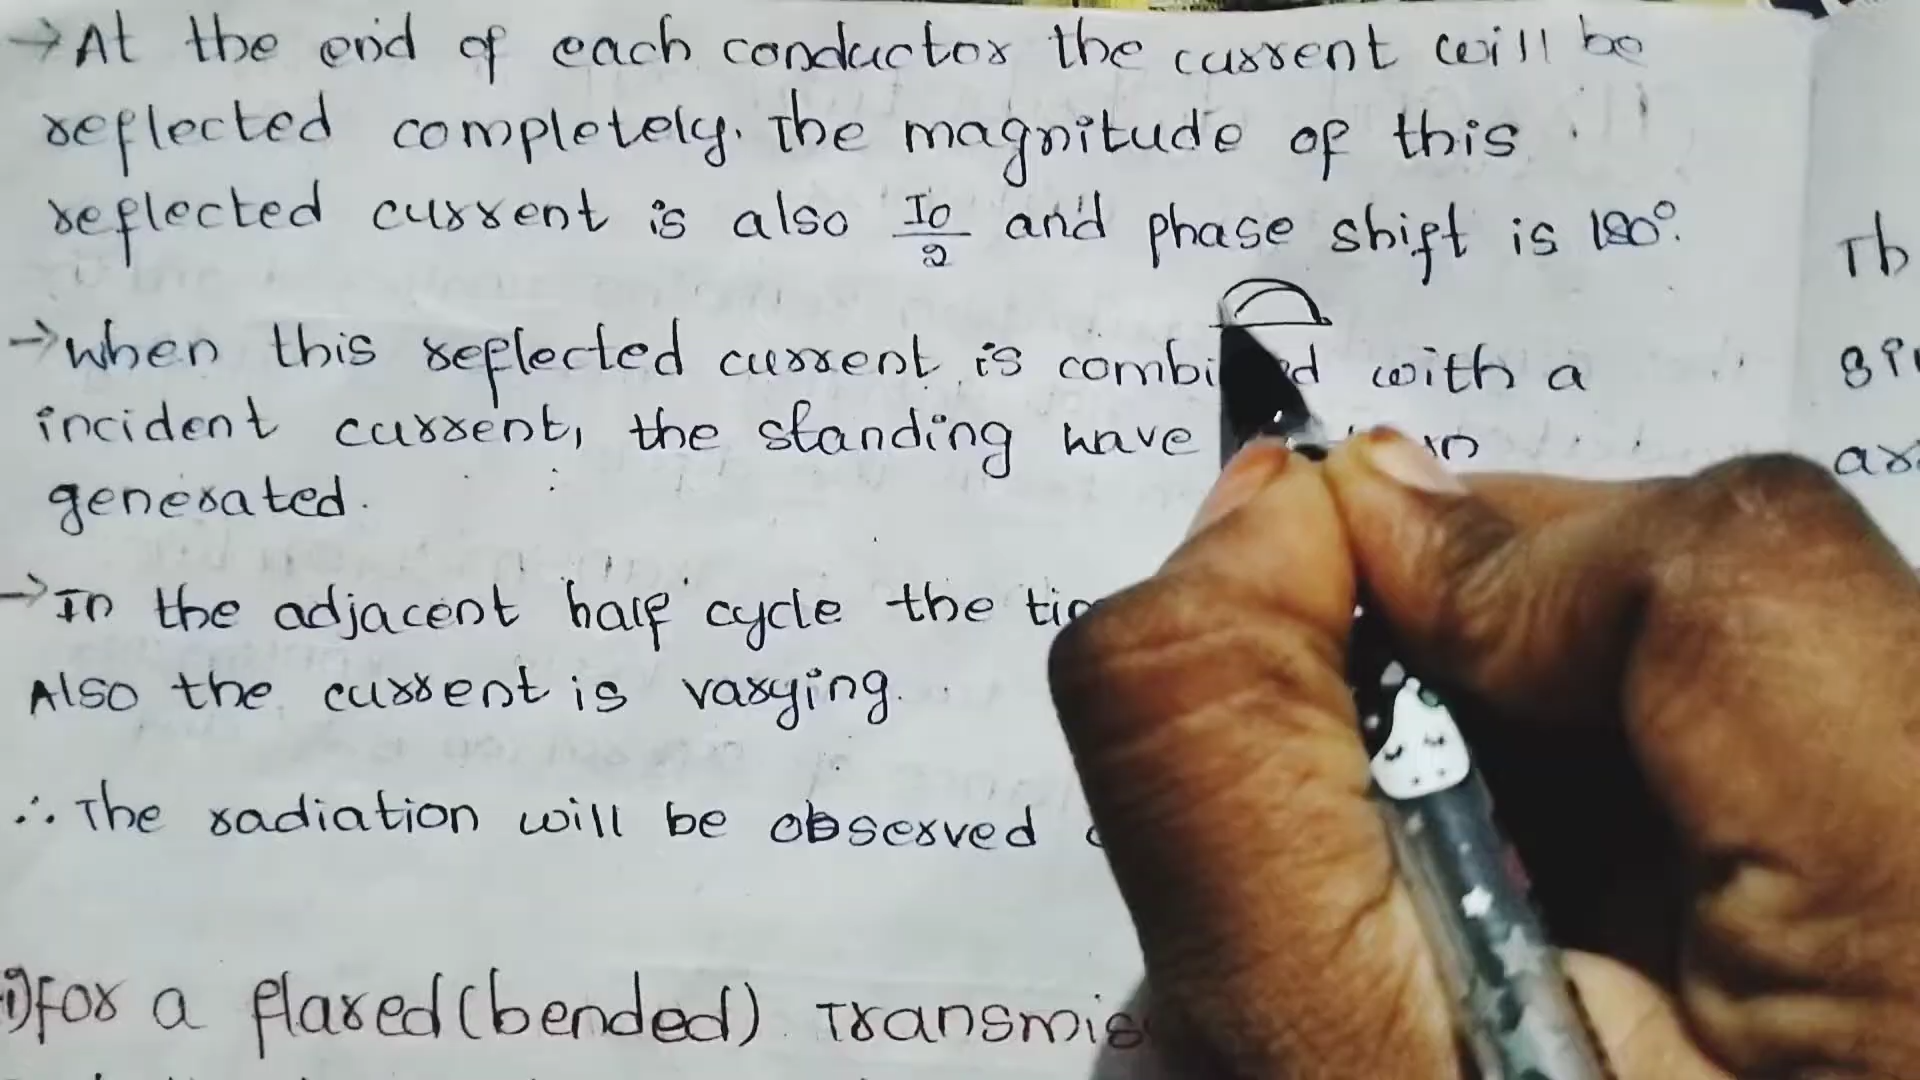 →At the end of each conductor the current will be
reflected completely. The magnitude of this
reflected current is also I0/2 and phase shift is 180°.
→When this reflected current is with a
incident current, the standing wave
generated.
→In the adjacent half cycle the
Also the current is varying.
∴ The radiation will be observed
i) For a flared (bended)
Th
ar